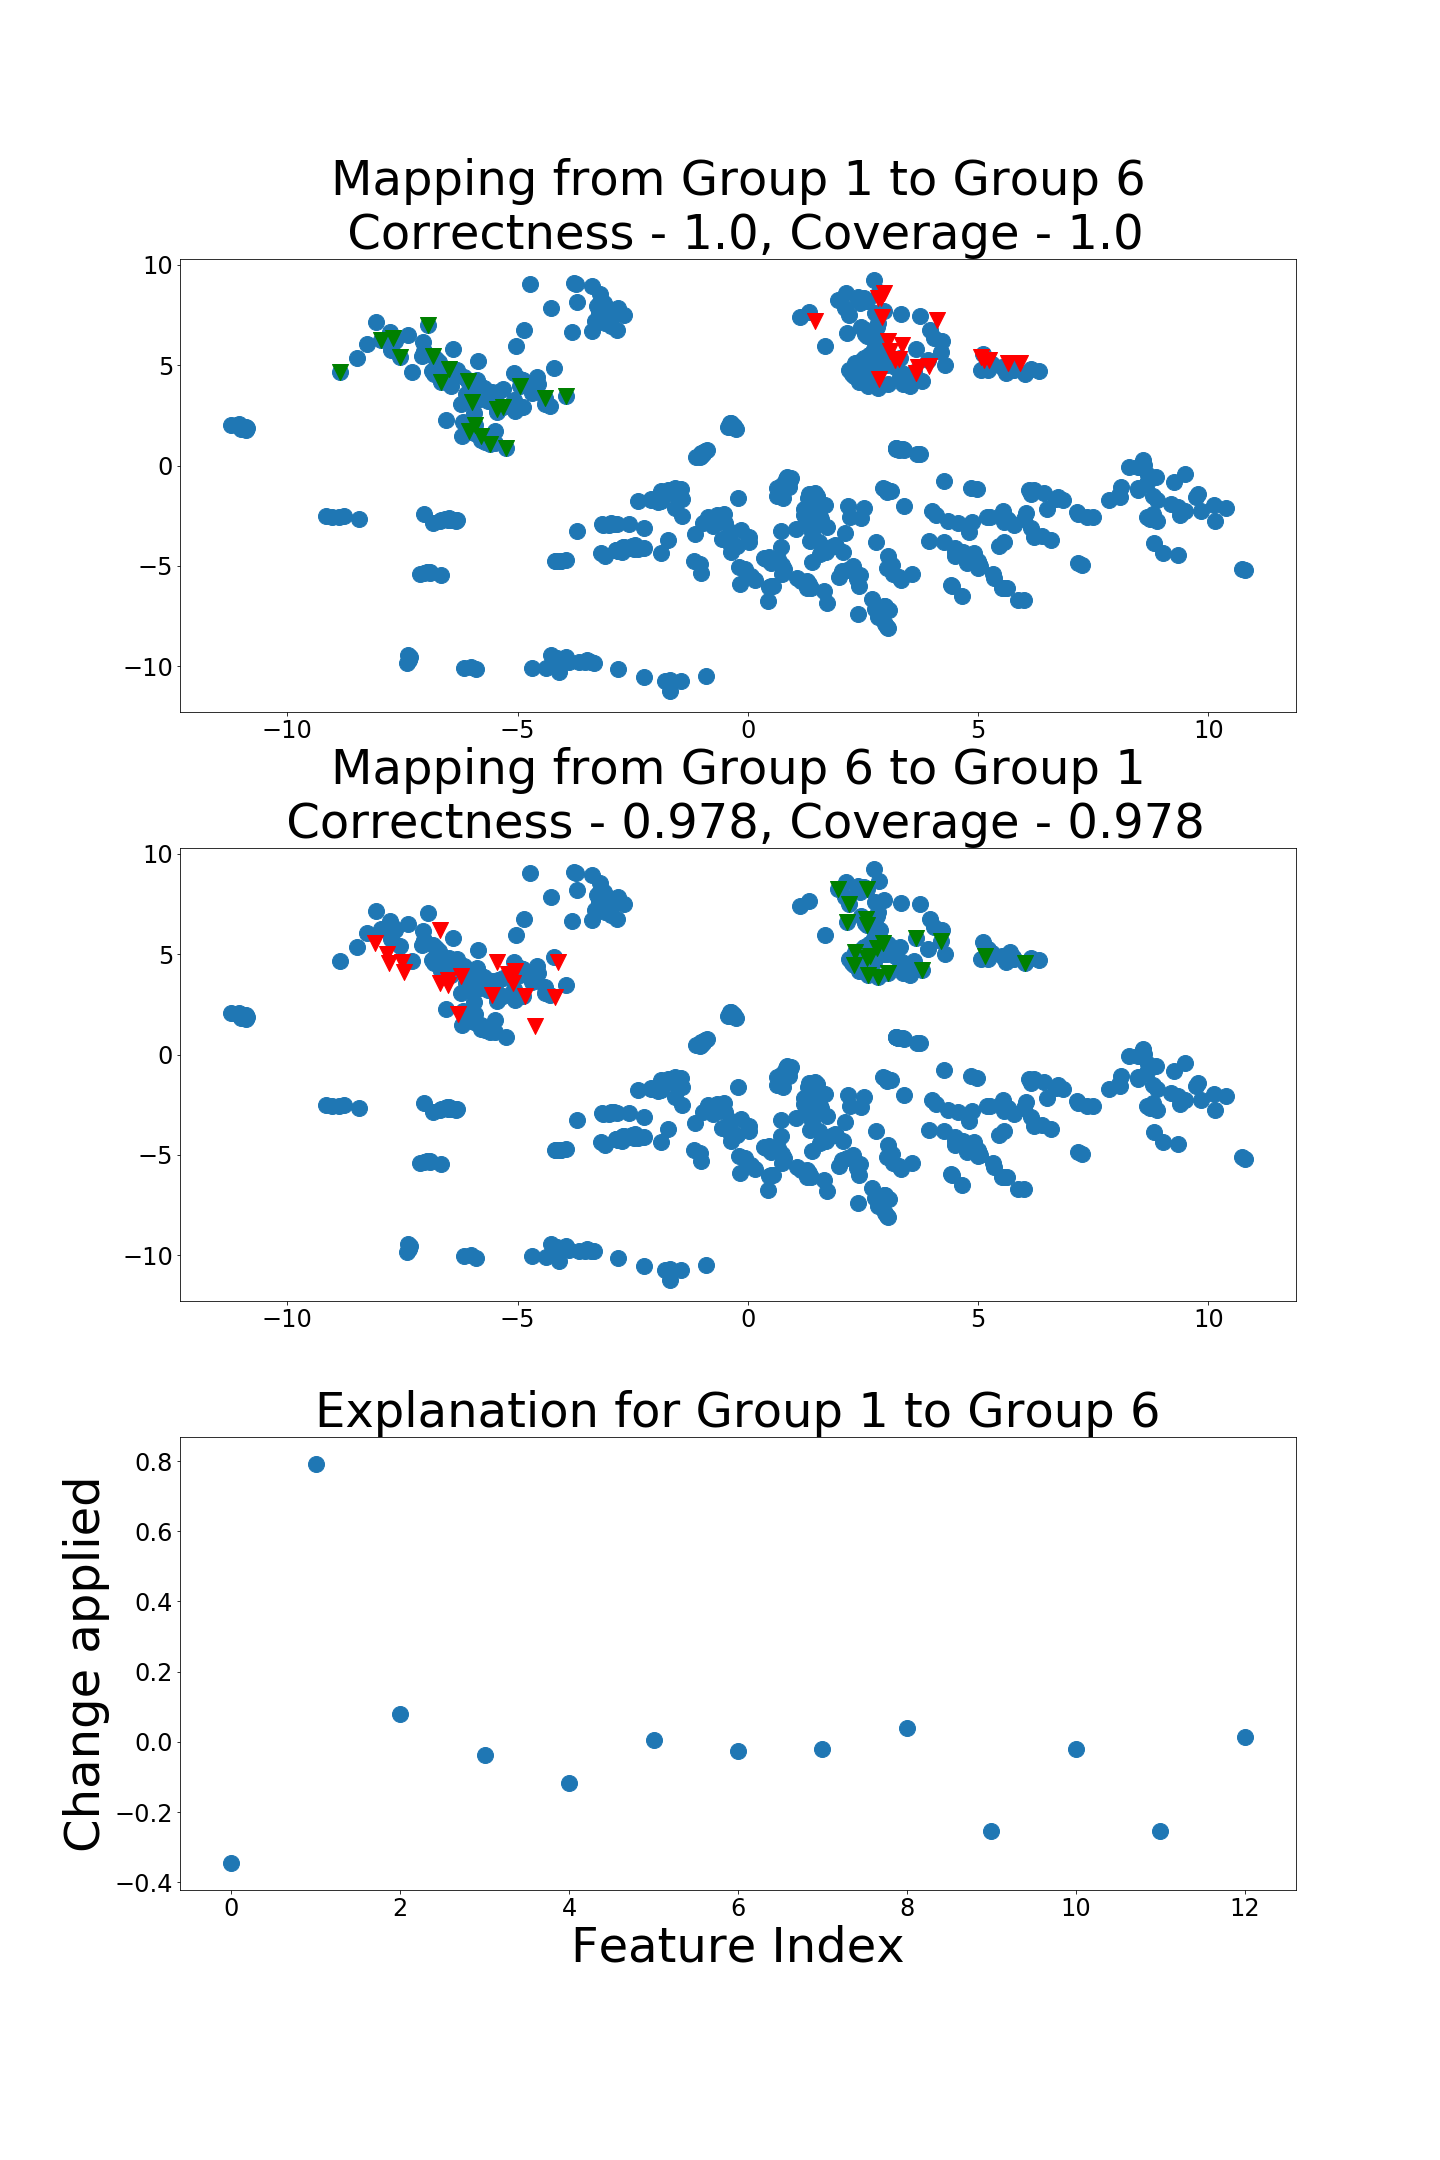 Mapping from Group 1 to Group 6
Correctness - 1.0, Coverage - 1.0
10
5
0
−5
−10
−10 −5 0 5 10
Mapping from Group 6 to Group 1
Correctness - 0.978, Coverage - 0.978
10
5
0
−5
−10
−10 −5 0 5 10
Explanation for Group 1 to Group 6
Change applied
0.8
0.6
0.4
0.2
0.0
−0.2
−0.4
0 2 4 6 8 10 12
Feature Index